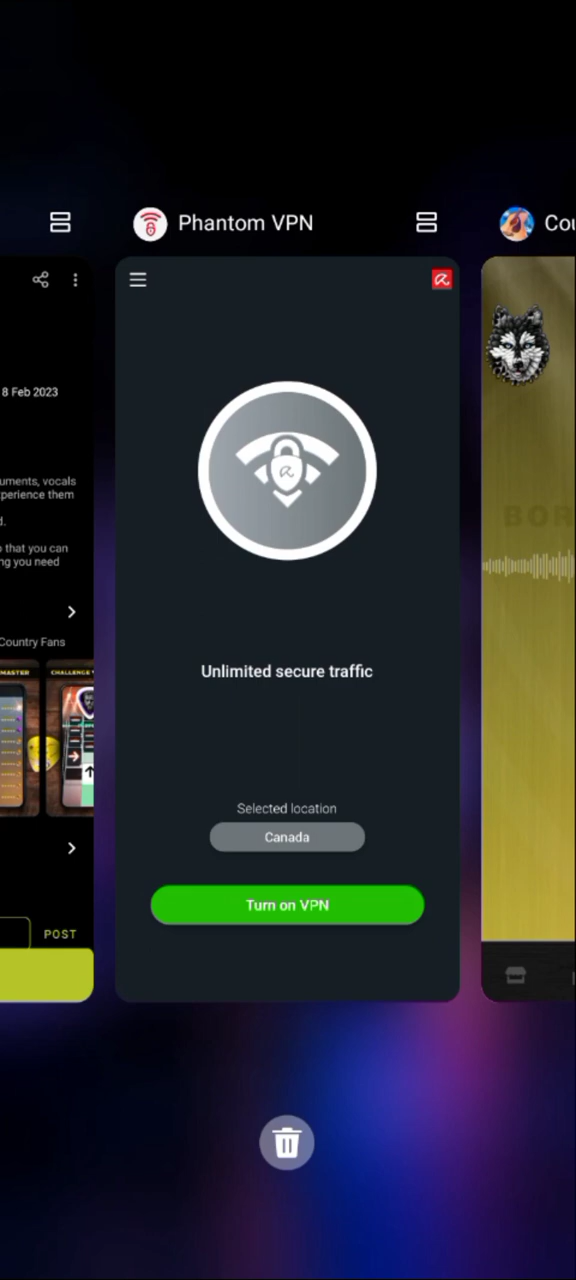 Phantom VPN
Cou
8 Feb 2023
uments, vocals
perience them
d.
o that you can
ng you need
Country Fans
MASTER
CHALLENGE
BOR
Unlimited secure traffic
Selected location
Canada
Turn on VPN
POST